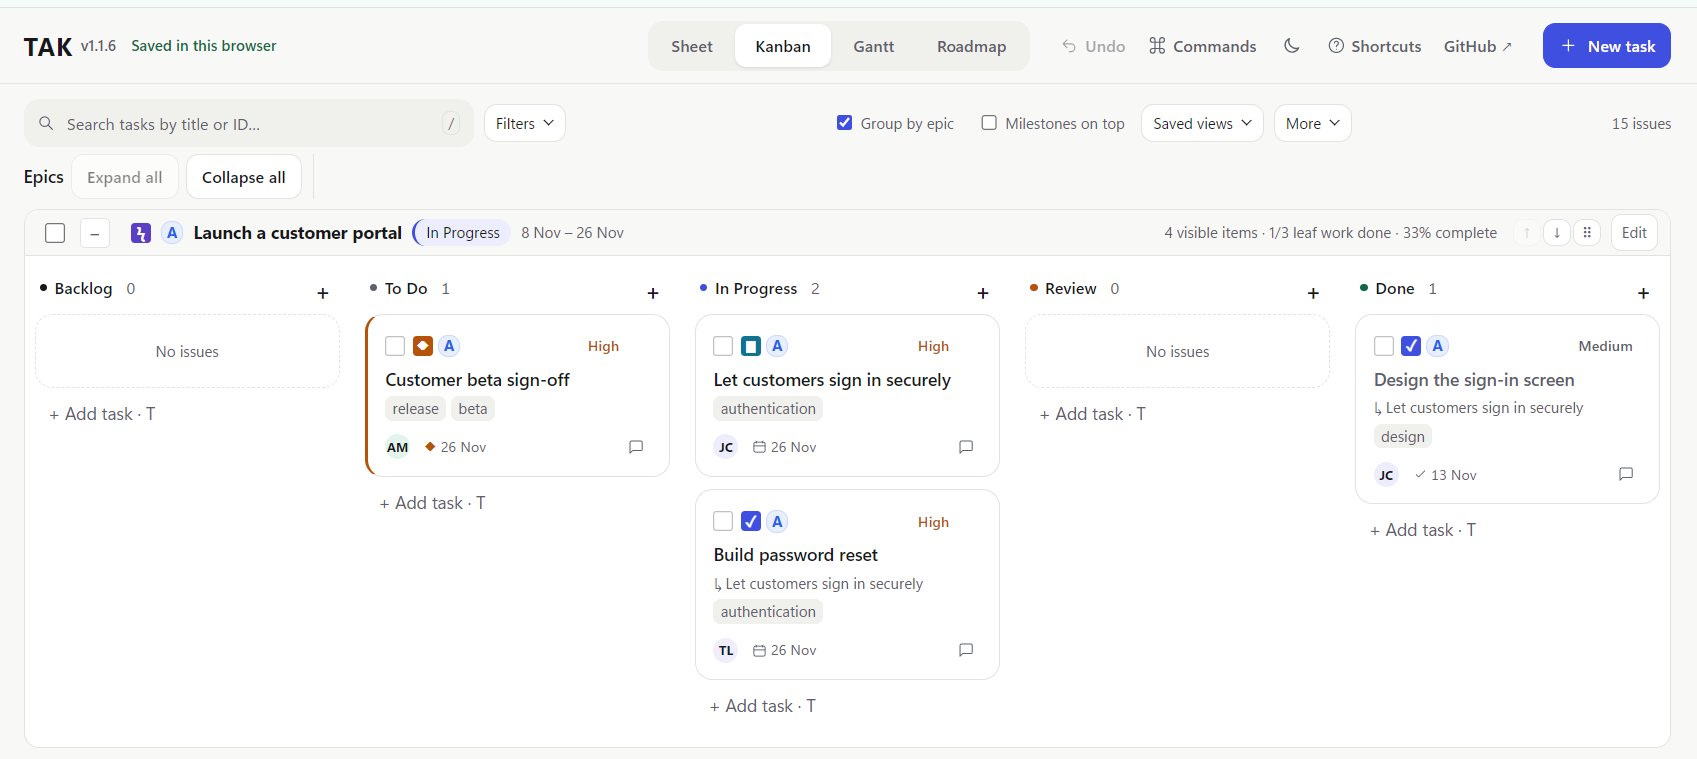 TAK v1.1.6 Saved in this browser Sheet Kanban Gantt Roadmap Undo Commands Shortcuts GitHub ↗ + New task
Search tasks by title or ID... / Filters Group by epic Milestones on top Saved views More 15 issues
Epics Expand all Collapse all
– A Launch a customer portal In Progress 8 Nov – 26 Nov 4 visible items · 1/3 leaf work done · 33% complete ↑ ↓ Edit
Backlog 0 +
No issues
+ Add task · T
To Do 1 +
A High
Customer beta sign-off
release beta
AM 26 Nov
+ Add task · T
In Progress 2 +
A High
Let customers sign in securely
authentication
JC 26 Nov
A High
Build password reset
↳ Let customers sign in securely
authentication
TL 26 Nov
+ Add task · T
Review 0 +
No issues
+ Add task · T
Done 1 +
A Medium
Design the sign-in screen
↳ Let customers sign in securely
design
JC ✓ 13 Nov
+ Add task · T